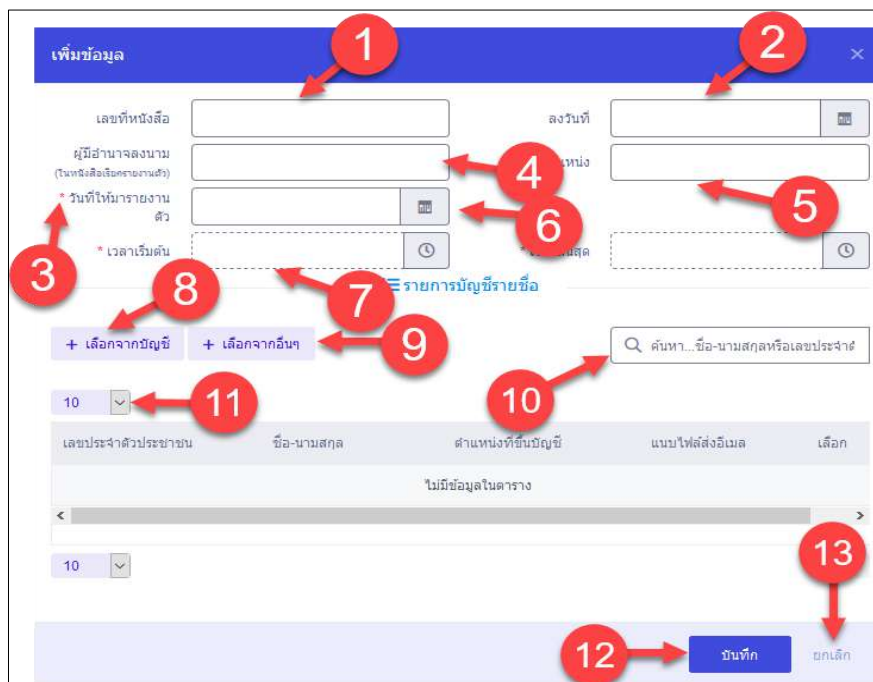 เพิ่มข้อมูล
1
2
×
เลขที่หนังสือ
ลงวันที่
ผู้มีอำนาจลงนาม
(ในหนังสือเรียกรายงานตัว)
4
5
* วันที่ให้มารายงาน
ตัว
3
6
* เวลาเริ่มต้น
7
รายการบัญชีรายชื่อ
8
9
+ เลือกจากบัญชี
+ เลือกจากอื่นๆ
ค้นหา...ชื่อ-นามสกุลหรือเลขประจำตั
10
10
11
เลขประจำตัวประชาชน
ชื่อ-นามสกุล
ตำแหน่งที่ขึ้นบัญชี
แนบไฟล์ส่งอีเมล
เลือก
ไม่มีข้อมูลในตาราง
10
13
12
บันทึก
ยกเลิก